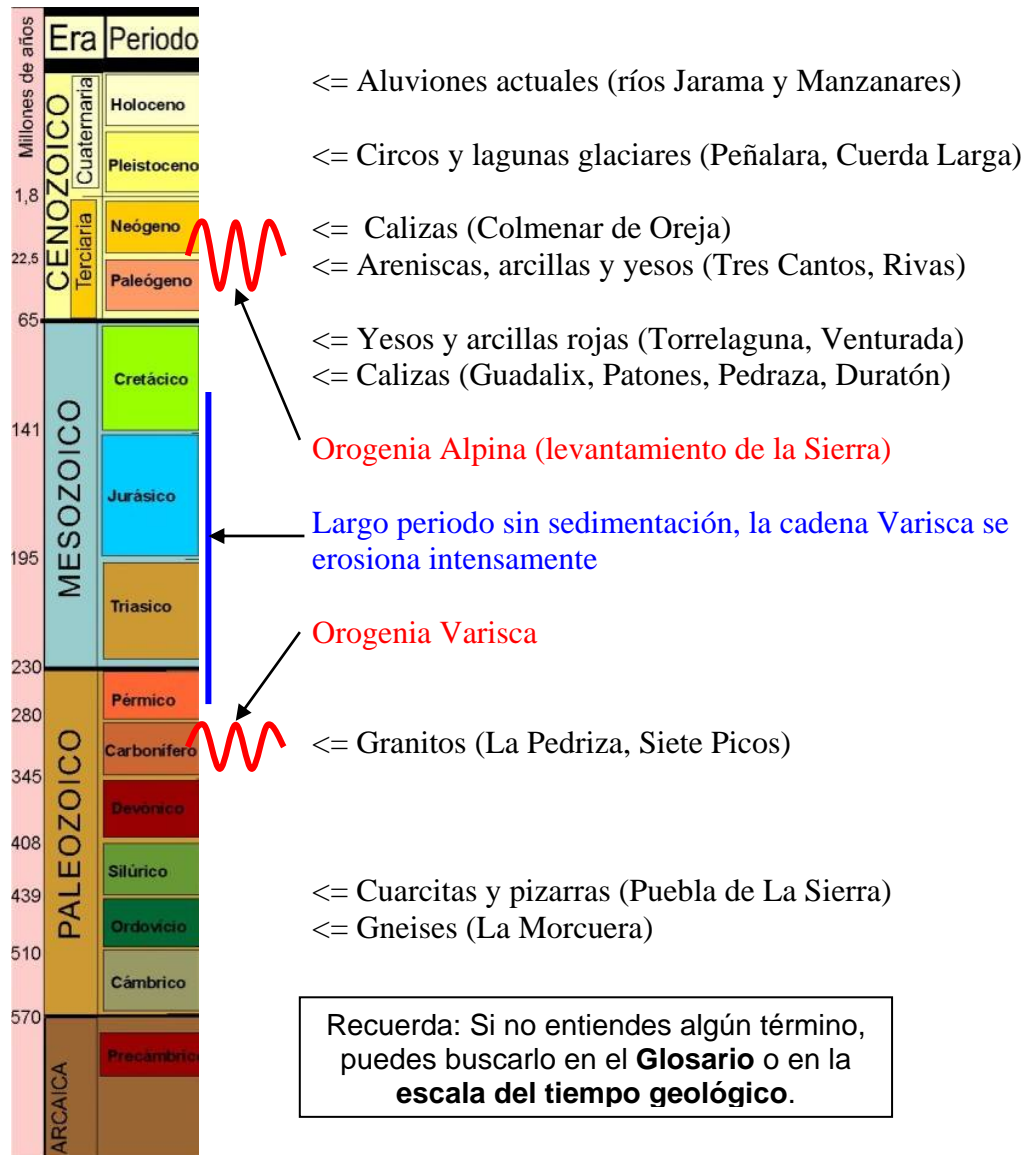 Millones de años
Era
Periodo
CENOZOICO
Cuaternaria
Holoceno
<= Aluviones actuales (ríos Jarama y Manzanares)
Pleistoceno
<= Circos y lagunas glaciares (Peñalara, Cuerda Larga)
1,8
Terciaria
Neógeno
<= Calizas (Colmenar de Oreja)
22,5
<= Areniscas, arcillas y yesos (Tres Cantos, Rivas)
Paleógeno
65
MESOZOICO
<= Yesos y arcillas rojas (Torrelaguna, Venturada)
Cretácico
<= Calizas (Guadalix, Patones, Pedraza, Duratón)
141
Orogenia Alpina (levantamiento de la Sierra)
Jurásico
Largo periodo sin sedimentación, la cadena Varisca se
erosiona intensamente
195
Triasico
Orogenia Varisca
230
PALEOZOICO
Pérmico
280
Carbonífero
<= Granitos (La Pedriza, Siete Picos)
345
Devónico
408
Silúrico
<= Cuarcitas y pizarras (Puebla de La Sierra)
439
Ordovicio
<= Gneises (La Morcuera)
510
Cámbrico
570
ARCAICA
Precámbrico
Recuerda: Si no entiendes algún término,
puedes buscarlo en el Glosario o en la
escala del tiempo geológico.